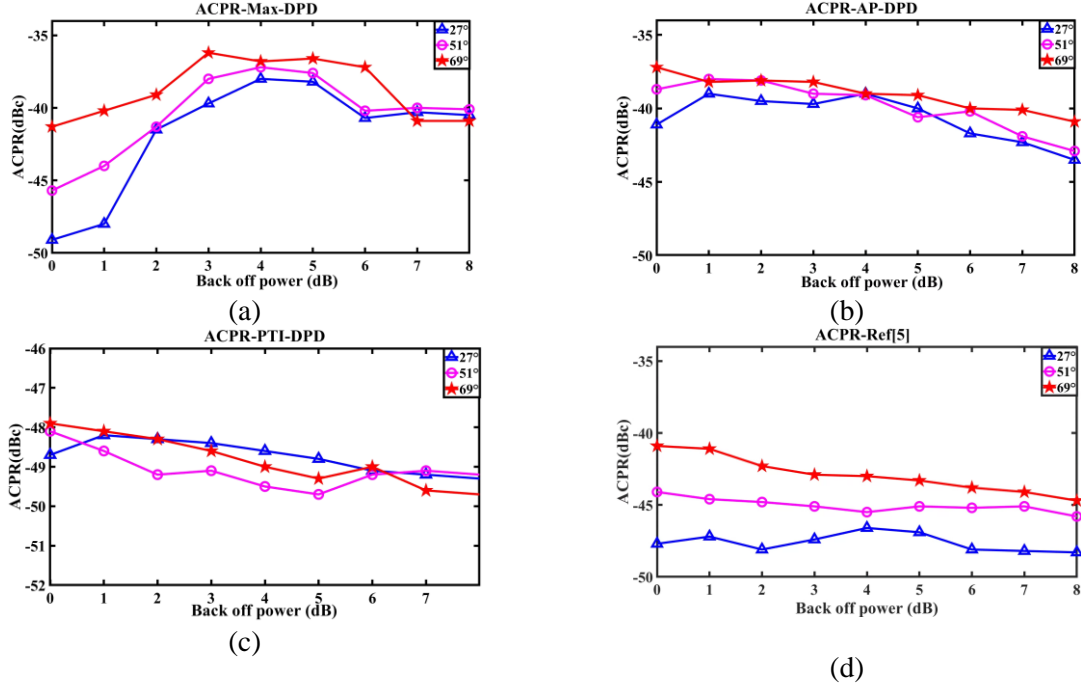 ACPR-Max-DPD
-35
-40
-45
-50
ACPR(dBc)
27°
51°
69°
0 1 2 3 4 5 6 7 8
Back off power (dB)
(a)
ACPR-AP-DPD
-35
-40
-45
-50
ACPR(dBc)
27°
51°
69°
0 1 2 3 4 5 6 7 8
Back off power (dB)
(b)
ACPR-PTI-DPD
-46
-47
-48
-49
-50
-51
-52
ACPR(dBc)
27°
51°
69°
0 1 2 3 4 5 6 7
Back off power (dB)
(c)
ACPR-Ref[5]
-35
-40
-45
-50
ACPR(dBc)
27°
51°
69°
0 1 2 3 4 5 6 7 8
Back off power (dB)
(d)